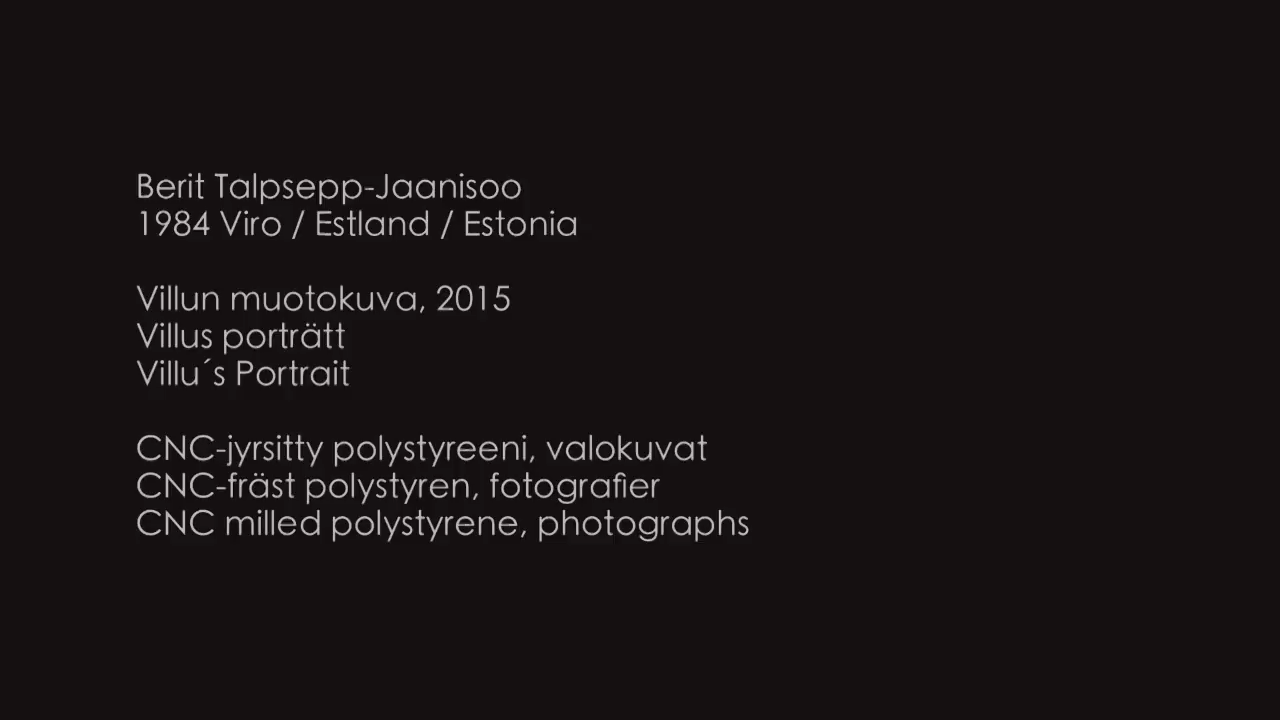 Berit Talpsepp-Jaanisoo
1984 Viro / Estland / Estonia
Villun muotokuva, 2015
Villus porträtt
Villu´s Portrait
CNC-jyrsitty polystyreeni, valokuvat
CNC-fräst polystyren, fotografier
CNC milled polystyrene, photographs